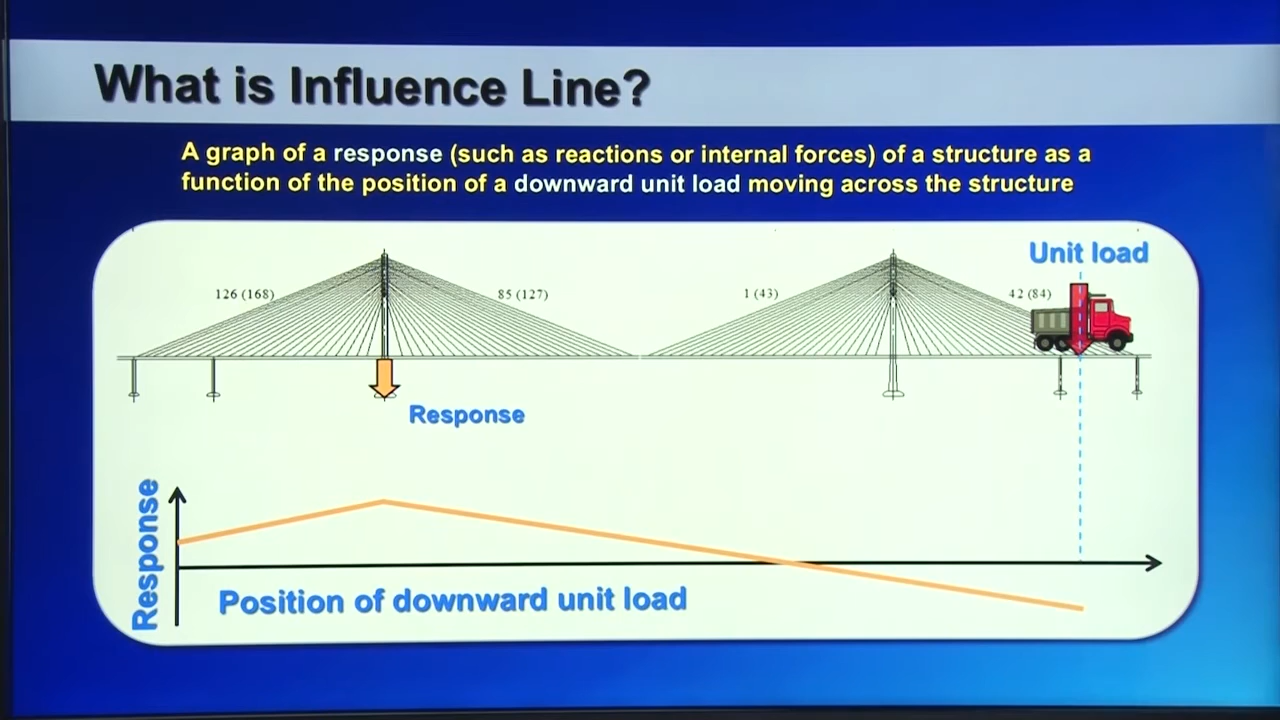 What is Influence Line?
A graph of a response (such as reactions or internal forces) of a structure as a
function of the position of a downward unit load moving across the structure
Unit load
126 (168)
85 (127)
1 (43)
42 (84)
Response
Response
Position of downward unit load